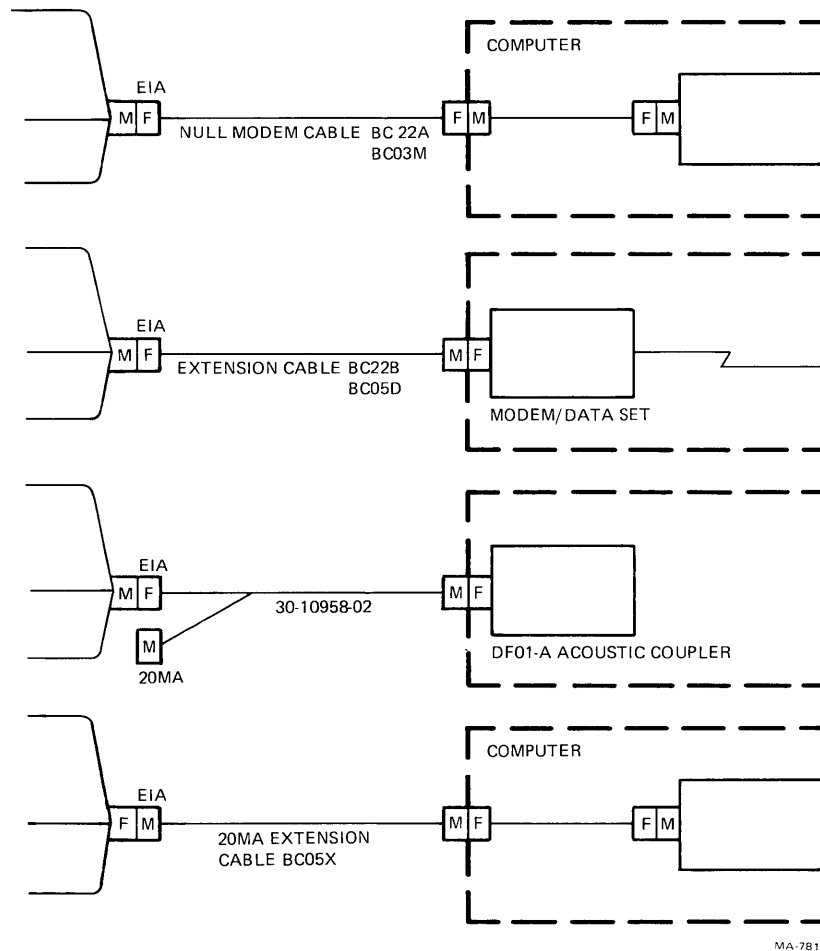 COMPUTER
EIA
M F
F M
F M
NULL MODEM CABLE BC 22A
BC03M
EIA
M F
M F
EXTENSION CABLE BC22B
BC05D
MODEM/DATA SET
EIA
M F
M F
30-10958-02
M
20MA
DF01-A ACOUSTIC COUPLER
COMPUTER
EIA
F M
M F
F M
20MA EXTENSION
CABLE BC05X
MA-781